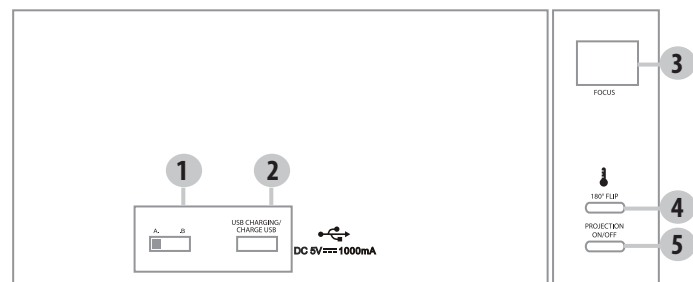 1
2
A. .B
USB CHARGING/
CHARGE USB
DC 5V 1000mA
3
FOCUS
180° FLIP
4
PROJECTION
ON/OFF
5